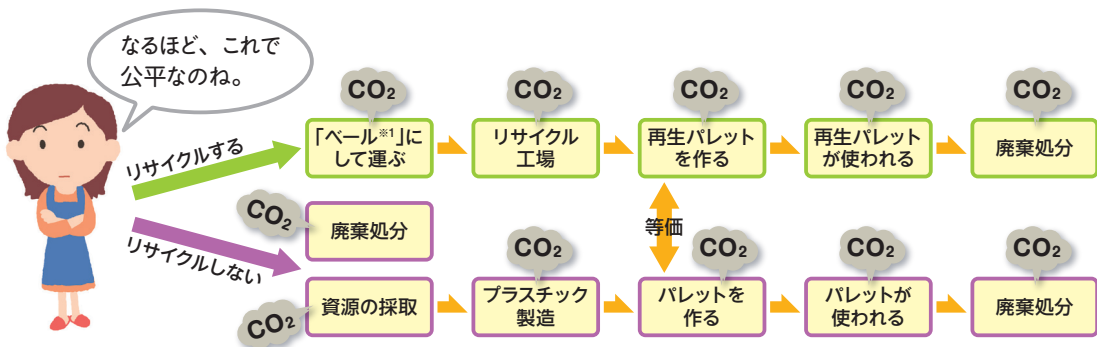 なるほど、これで
公平なのね。
リサイクルする
CO₂
「ベール※1」に
して運ぶ
CO₂
リサイクル
工場
CO₂
再生パレット
を作る
CO₂
再生パレット
が使われる
CO₂
廃棄処分
リサイクルしない
CO₂
廃棄処分
等価
CO₂
資源の採取
CO₂
プラスチック
製造
CO₂
パレットを
作る
CO₂
パレットが
使われる
CO₂
廃棄処分